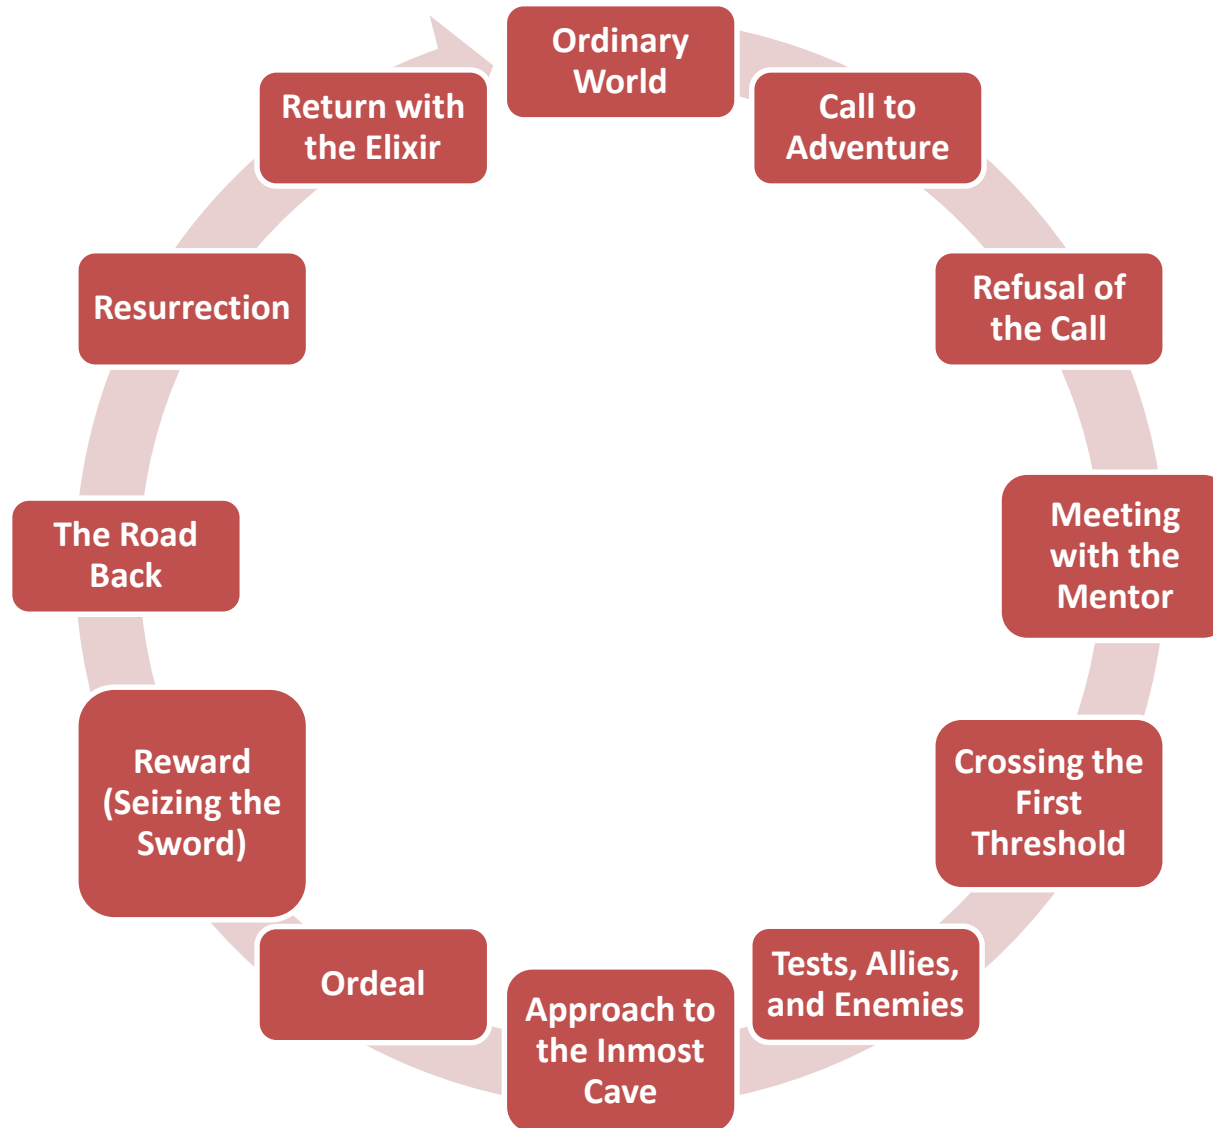 Ordinary
World
Call to
Adventure
Refusal of
the Call
Meeting
with the
Mentor
Crossing the
First
Threshold
Tests, Allies,
and Enemies
Approach to
the Inmost
Cave
Ordeal
Reward
(Seizing the
Sword)
The Road
Back
Resurrection
Return with
the Elixir